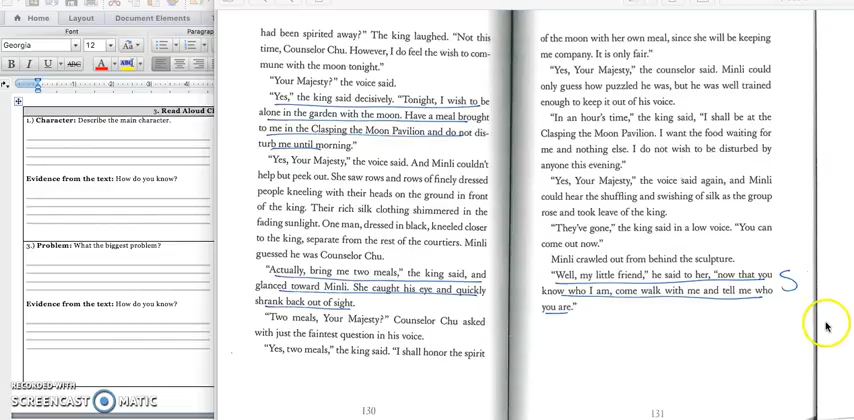 Home
Layout
Document Elements
Font
Paragraph
Georgia
12
Aa
B I U ABC
A
ABC
3. Read Aloud Cl
1.) Character: Describe the main character.
Evidence from the text: How do you know?
3.) Problem: What the biggest problem?
Evidence from the text: How do you know?
RECORDED WITH
SCREENCAST MATIC
had been spirited away?” The king laughed. “Not this
time, Counselor Chu. However, I do feel the wish to com-
mune with the moon tonight.”
“Your Majesty?” the voice said.
“Yes,” the king said decisively. “Tonight, I wish to be
alone in the garden with the moon. Have a meal brought
to me in the Clasping the Moon Pavilion and do not dis-
turb me until morning.”
“Yes, Your Majesty,” the voice said. And Minli couldn’t
help but peek out. She saw rows and rows of finely dressed
people kneeling with their heads on the ground in front
of the king. Their rich silk clothing shimmered in the
fading sunlight. One man, dressed in black, kneeled closer
to the king, separate from the rest of the courtiers. Minli
guessed he was Counselor Chu.
“Actually, bring me two meals,” the king said, and
glanced toward Minli. She caught his eye and quickly
shrank back out of sight.
“Two meals, Your Majesty?” Counselor Chu asked
with just the faintest question in his voice.
“Yes, two meals,” the king said. “I shall honor the spirit
130
of the moon with her own meal, since she will be keeping
me company. It is only fair.”
“Yes, Your Majesty,” the counselor said. Minli could
only guess how puzzled he was, but he was well trained
enough to keep it out of his voice.
“In an hour’s time,” the king said, “I shall be at the
Clasping the Moon Pavilion. I want the food waiting for
me and nothing else. I do not wish to be disturbed by
anyone this evening.”
“Yes, Your Majesty,” the voice said again, and Minli
could hear the shuffling and swishing of silk as the group
rose and took leave of the king.
“They’ve gone,” the king said in a low voice. “You can
come out now.”
Minli crawled out from behind the sculpture.
“Well, my little friend,” he said to her, “now that you
know who I am, come walk with me and tell me who
you are.”
S
131